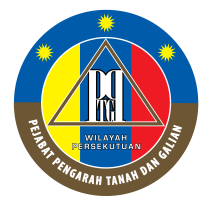 PTG
WILAYAH
PERSEKUTUAN
PEJABAT PENGARAH TANAH DAN GALIAN